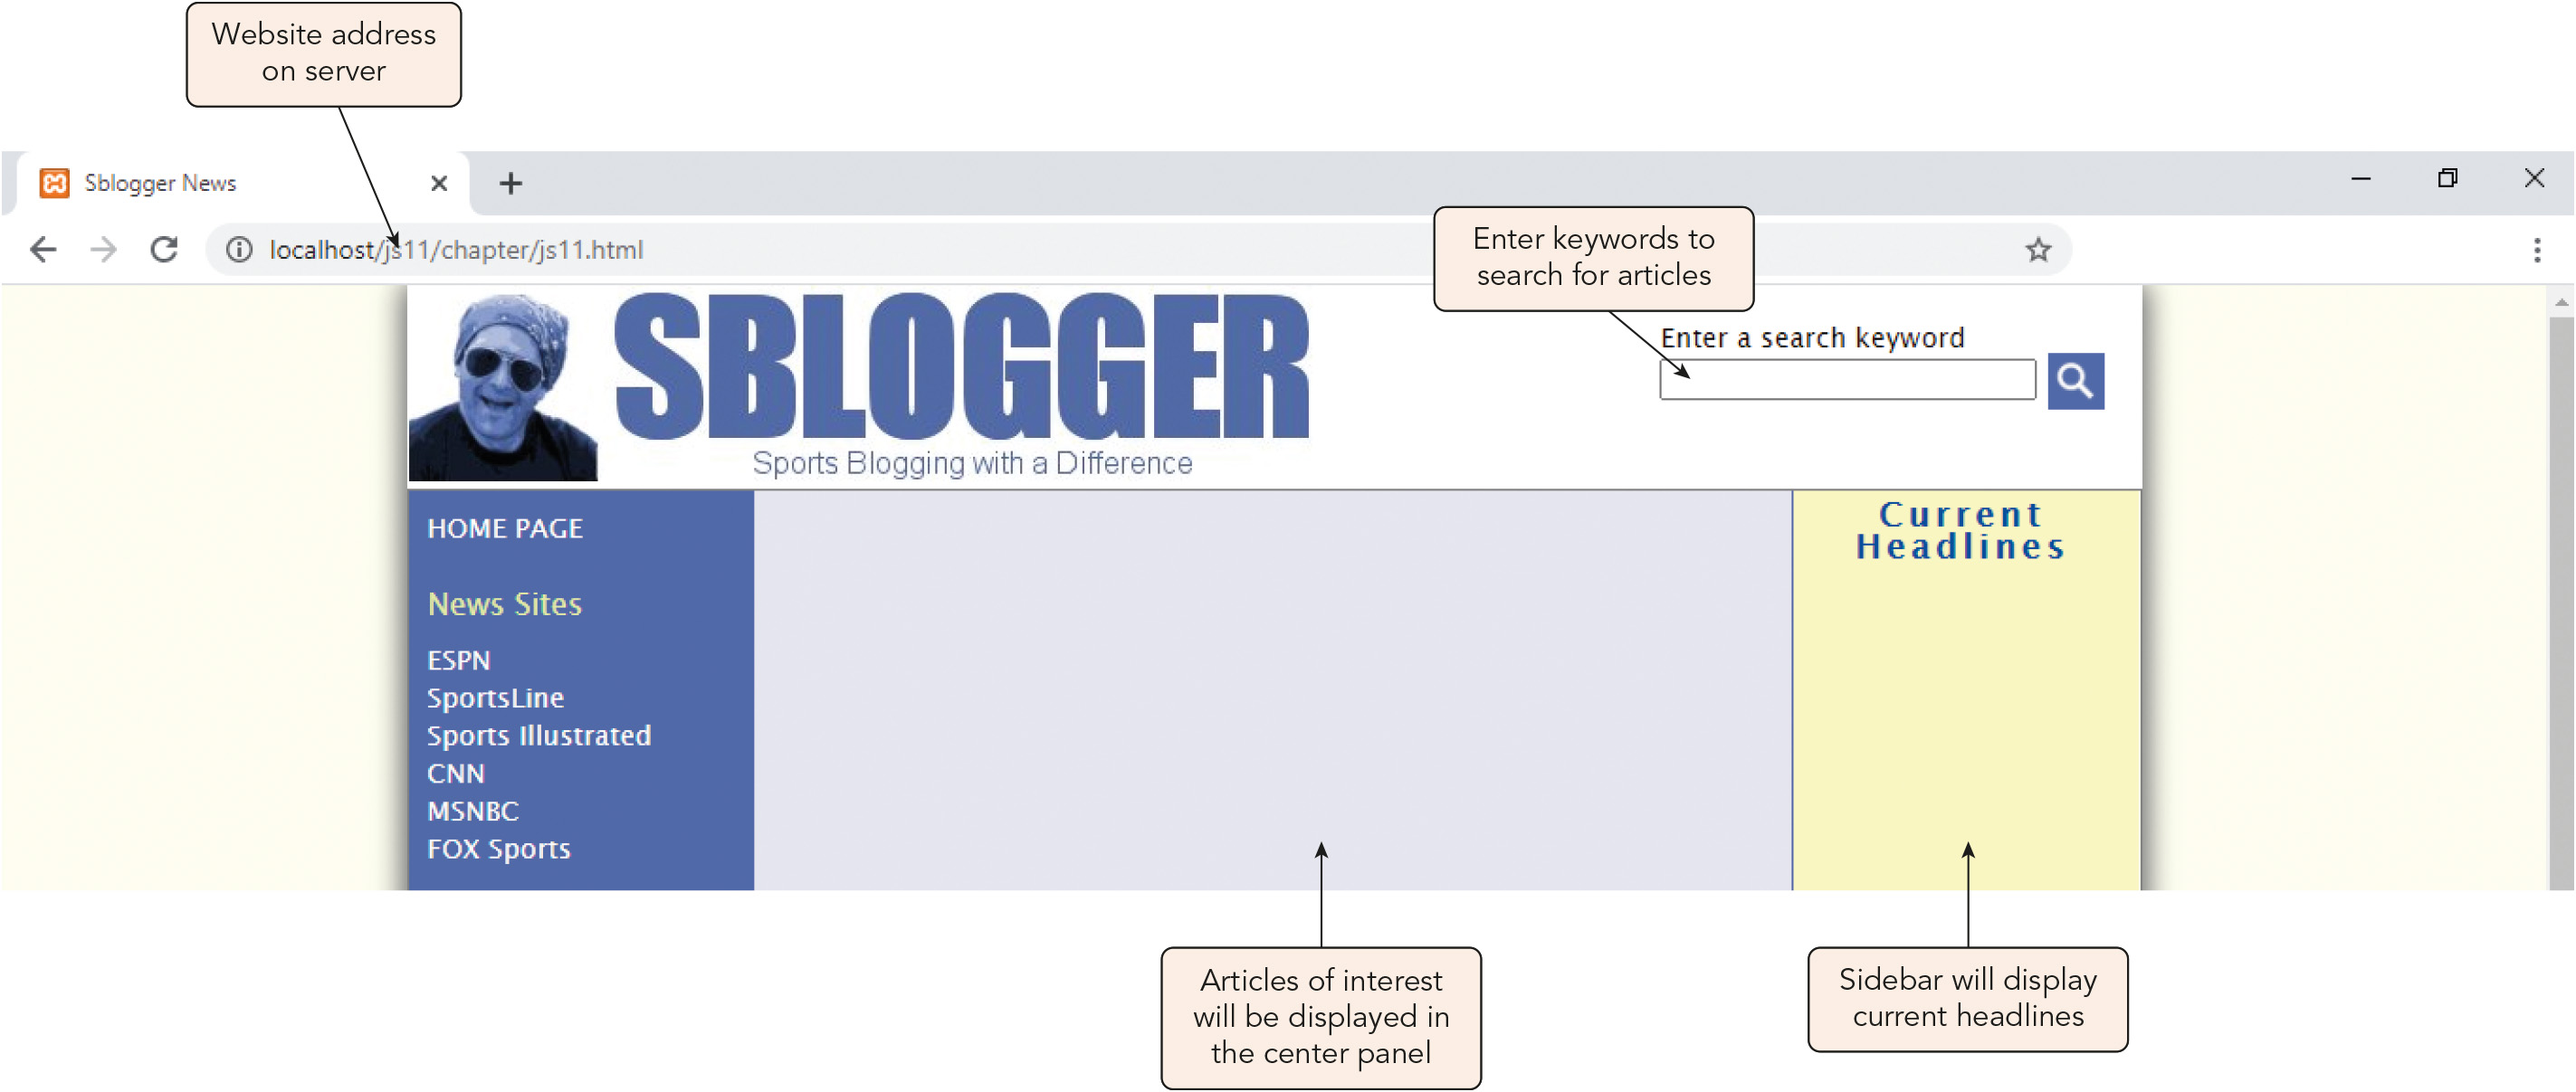 Website address
on server
Sblogger News
localhost/js11/chapter/js11.html
Enter keywords to
search for articles
SBLOGGER
Sports Blogging with a Difference
Enter a search keyword
HOME PAGE
News Sites
ESPN
SportsLine
Sports Illustrated
CNN
MSNBC
FOX Sports
Current
Headlines
Articles of interest
will be displayed in
the center panel
Sidebar will display
current headlines